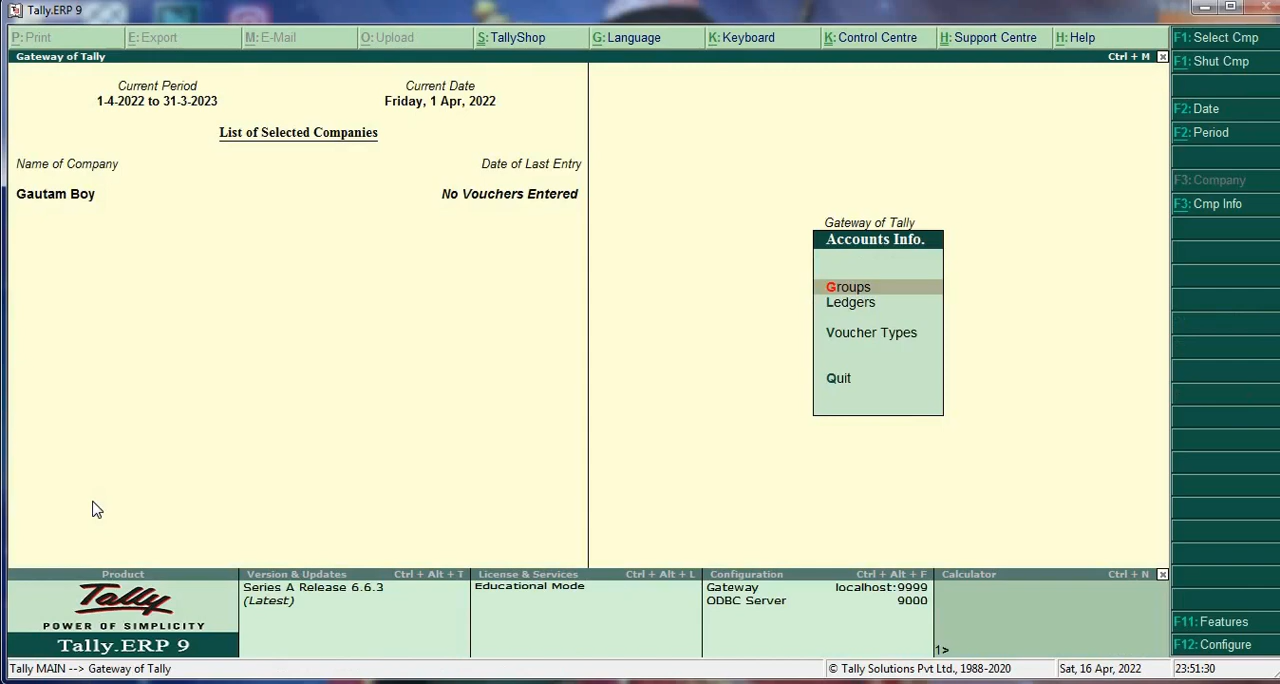 Tally.ERP 9
P: Print E: Export M: E-Mail O: Upload S: TallyShop G: Language K: Keyboard K: Control Centre H: Support Centre H: Help
F1: Select Cmp
F1: Shut Cmp
F2: Date
F2: Period
F3: Company
F3: Cmp Info
F11: Features
F12: Configure
Gateway of Tally Ctrl + M
Current Period Current Date
1-4-2022 to 31-3-2023 Friday, 1 Apr, 2022
List of Selected Companies
Name of Company Date of Last Entry
Gautam Boy No Vouchers Entered
Gateway of Tally
Accounts Info.
Groups
Ledgers
Voucher Types
Quit
Product
Tally
POWER OF SIMPLICITY
Tally.ERP 9
Version & Updates Ctrl + Alt + T
Series A Release 6.6.3
(Latest)
License & Services Ctrl + Alt + L
Educational Mode
Configuration Ctrl + Alt + F
Gateway localhost:9999
ODBC Server 9000
Calculator Ctrl + N
1>
Tally MAIN --> Gateway of Tally © Tally Solutions Pvt Ltd., 1988-2020 Sat, 16 Apr, 2022 23:51:30